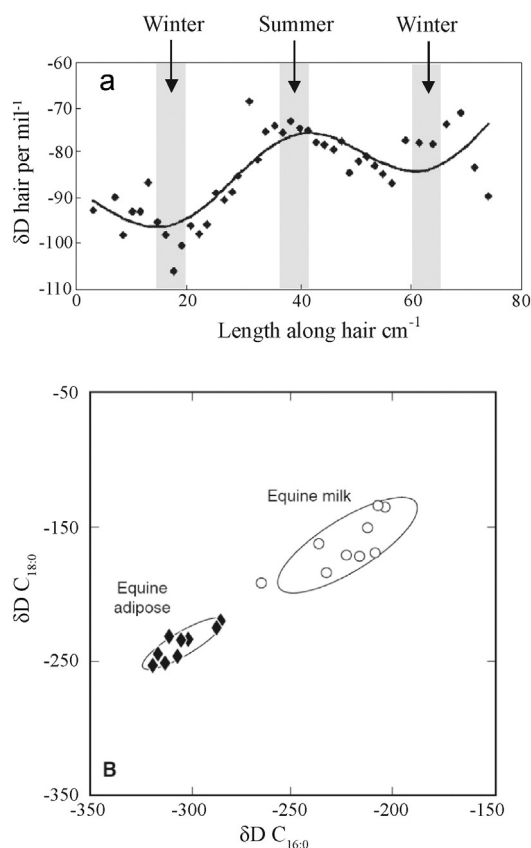 Winter Summer Winter
a
-60
-70
-80
-90
-100
-110
δD hair per mil⁻¹
0 20 40 60 80
Length along hair cm⁻¹
-50
-150
-250
-350
δD C₁₈:₀
Equine milk
Equine
adipose
B
-350 -300 -250 -200 -150
δD C₁₆:₀